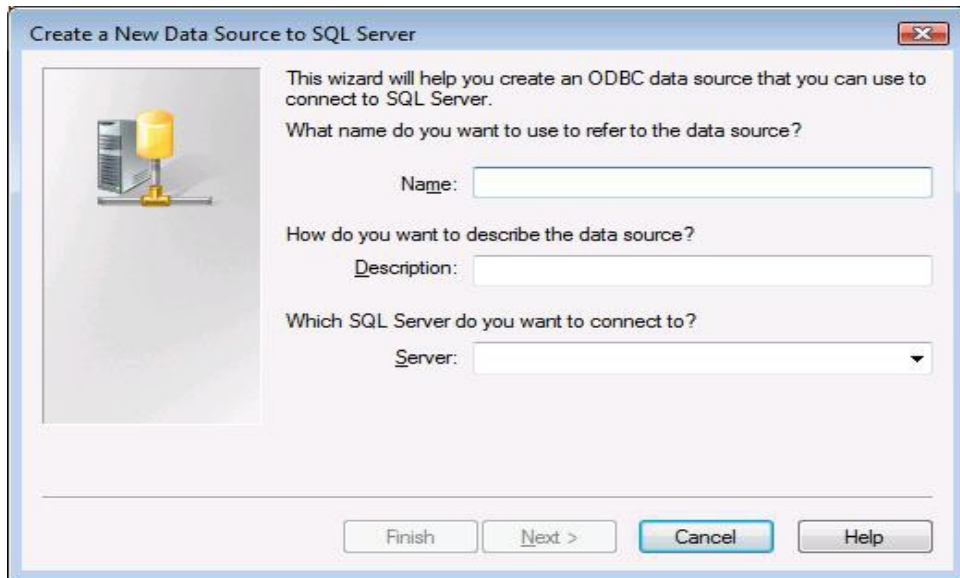 Create a New Data Source to SQL Server
This wizard will help you create an ODBC data source that you can use to
connect to SQL Server.
What name do you want to use to refer to the data source?
Name:
How do you want to describe the data source?
Description:
Which SQL Server do you want to connect to?
Server:
Finish
Next >
Cancel
Help